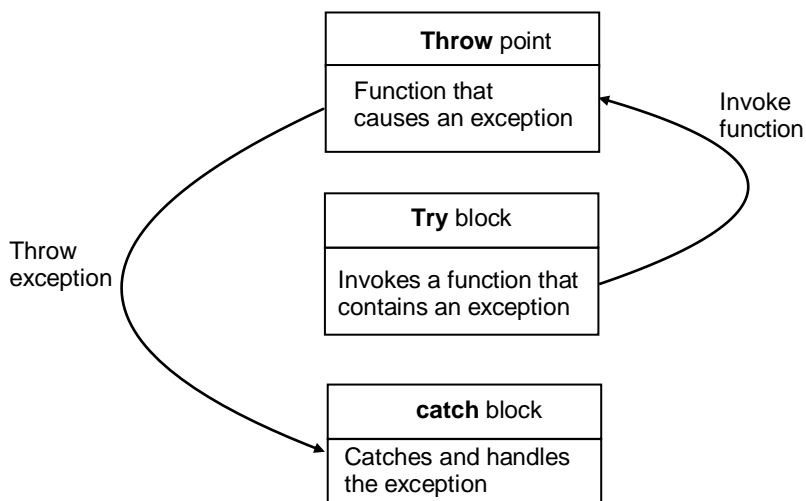 Throw point
Function that
causes an exception
Invoke
function
Try block
Invokes a function that
contains an exception
Throw
exception
catch block
Catches and handles
the exception